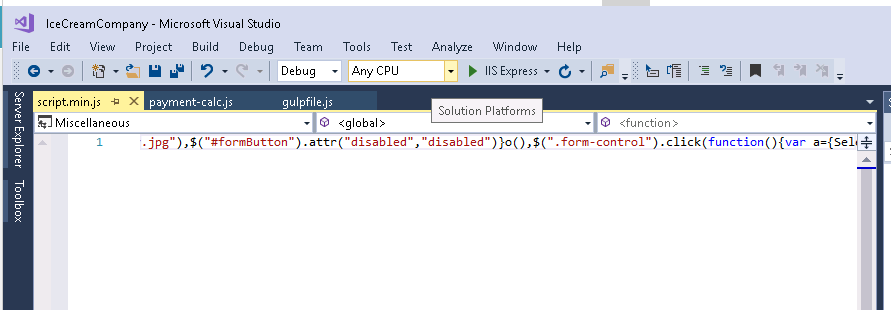 IceCreamCompany - Microsoft Visual Studio
File Edit View Project Build Debug Team Tools Test Analyze Window Help
Debug Any CPU IIS Express
script.min.js payment-calc.js gulpfile.js
Solution Platforms
Miscellaneous <global> <function>
1 .jpg"),$("#formButton").attr("disabled","disabled")}o(),$(".form-control").click(function(){var a={Sele
Server Explorer
Toolbox